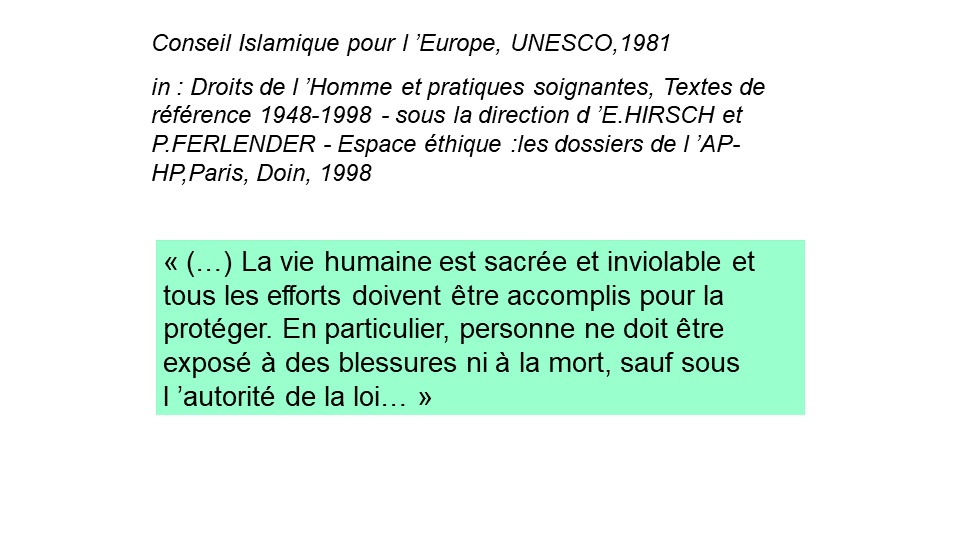 Conseil Islamique pour l ’Europe, UNESCO,1981
in : Droits de l ’Homme et pratiques soignantes, Textes de
référence 1948-1998 - sous la direction d ’E.HIRSCH et
P.FERLENDER - Espace éthique :les dossiers de l ’AP-
HP,Paris, Doin, 1998
« (…) La vie humaine est sacrée et inviolable et
tous les efforts doivent être accomplis pour la
protéger. En particulier, personne ne doit être
exposé à des blessures ni à la mort, sauf sous
l ’autorité de la loi… »